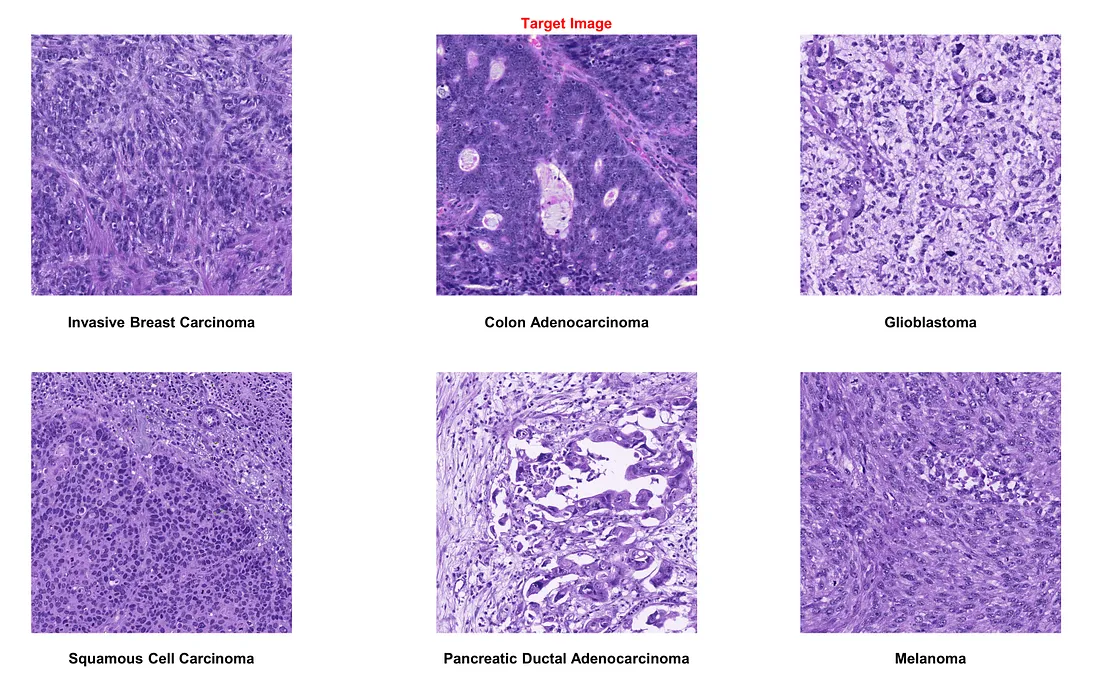 Target Image
Invasive Breast Carcinoma
Colon Adenocarcinoma
Glioblastoma
Squamous Cell Carcinoma
Pancreatic Ductal Adenocarcinoma
Melanoma